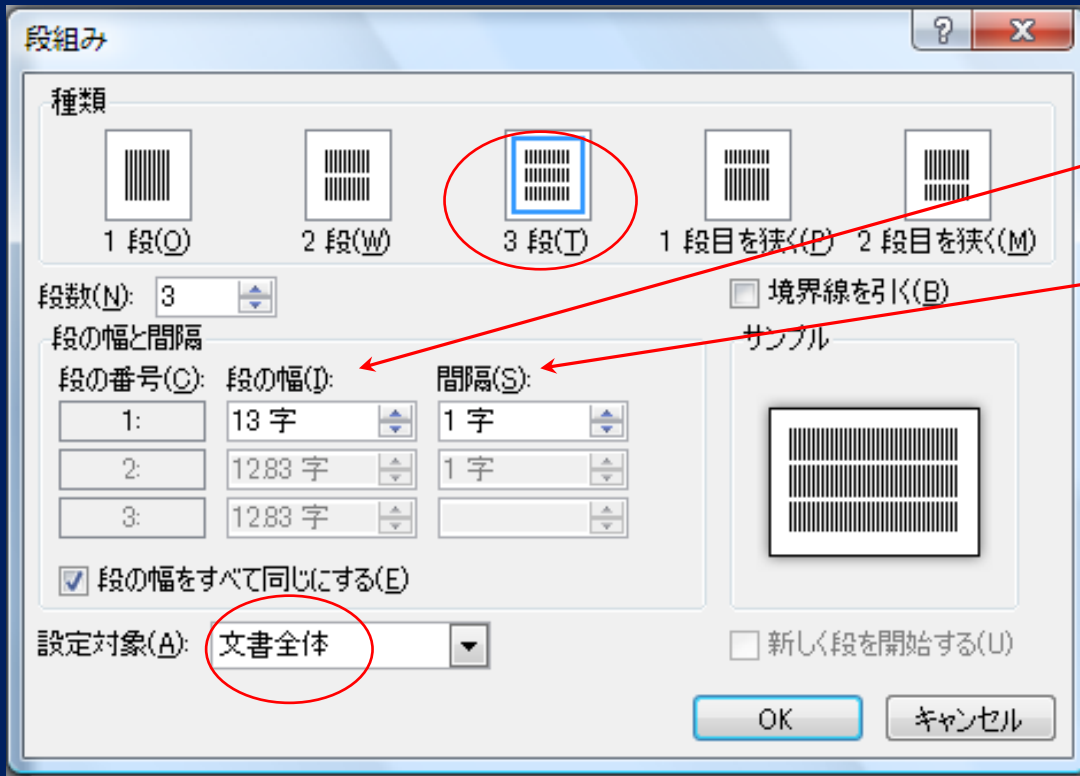 段組み
種類
1 段(O) 2 段(W) 3 段(T) 1 段目を狭く(P) 2 段目を狭く(M)
段数(N): 3 境界線を引く(B)
段の幅と間隔 サンプル
段の番号(C): 段の幅(I): 間隔(S):
1: 13 字 1 字
2: 12.83 字 1 字
3: 12.83 字
段の幅をすべて同じにする(E)
設定対象(A): 文書全体 新しく段を開始する(U)
OK キャンセル